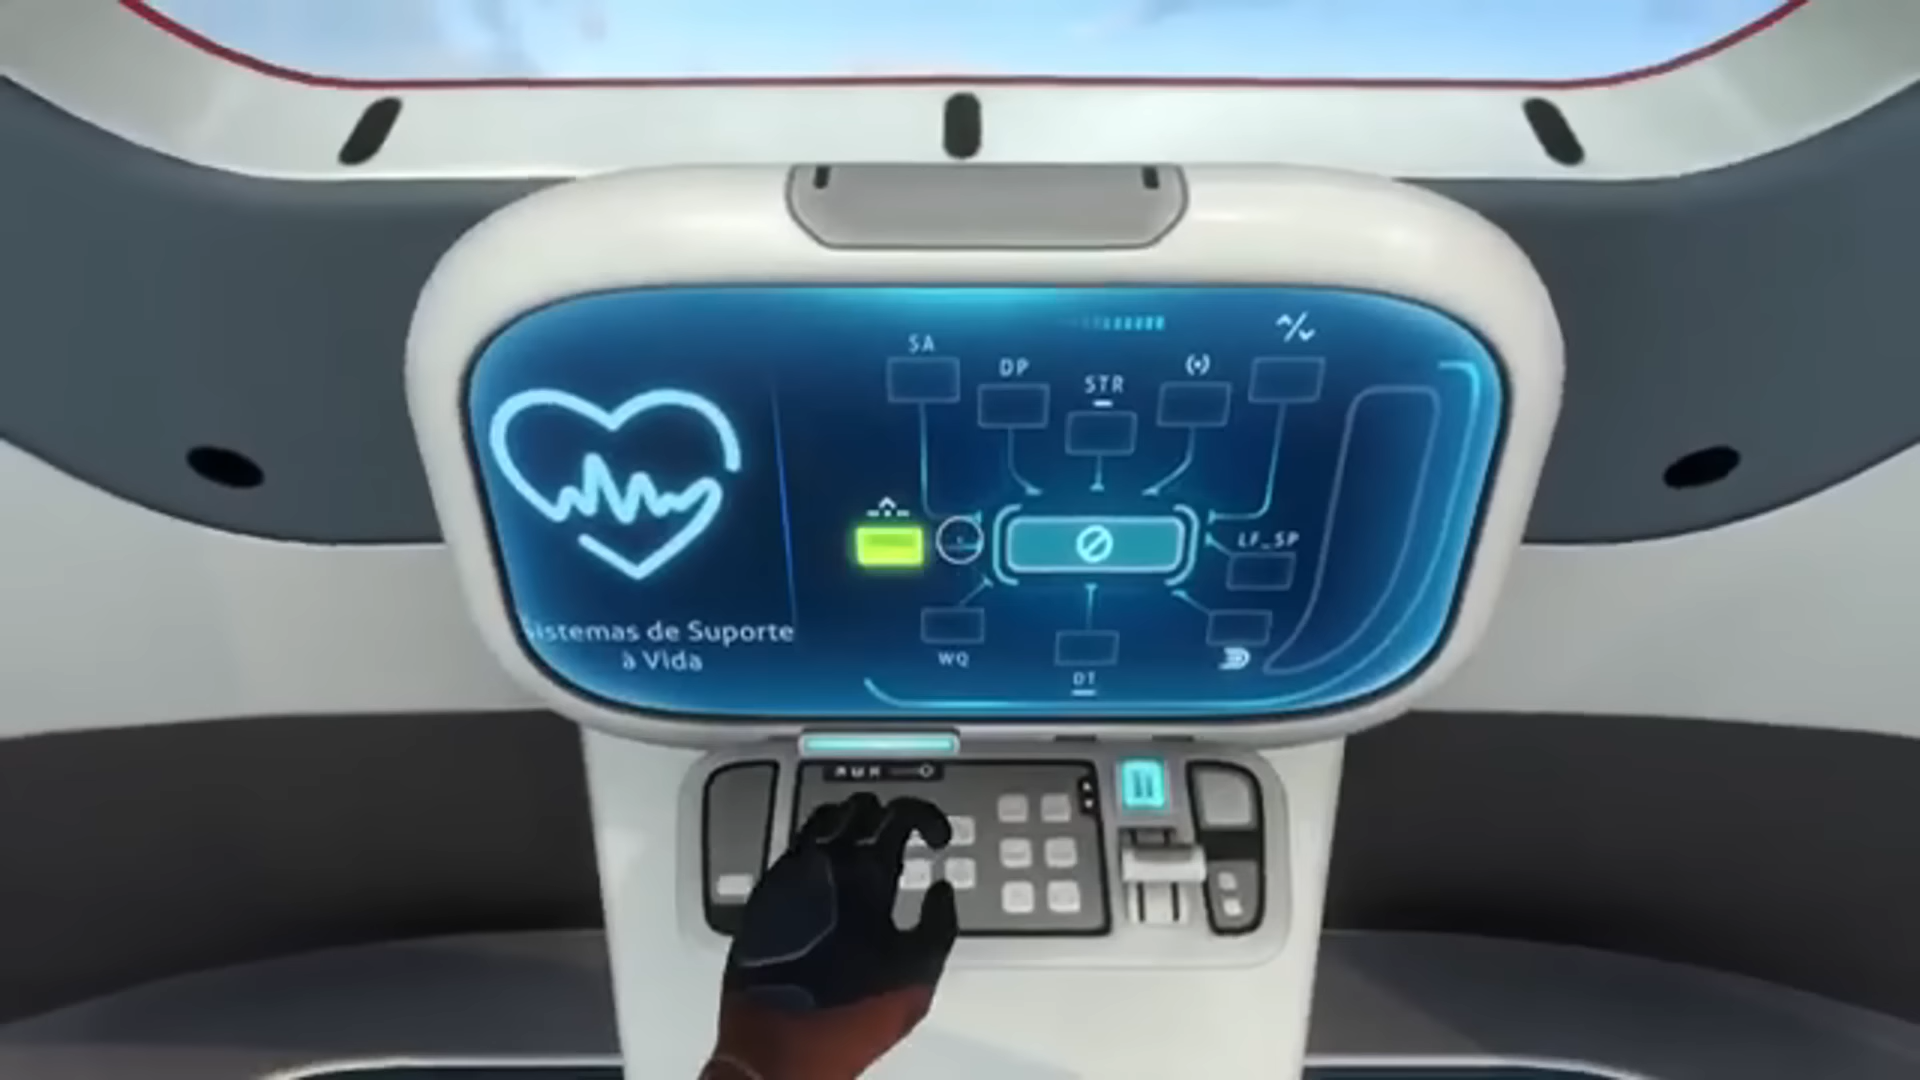 SA
DP
STR
LF_SP
Sistemas de Suporte
à Vida
WQ
DT